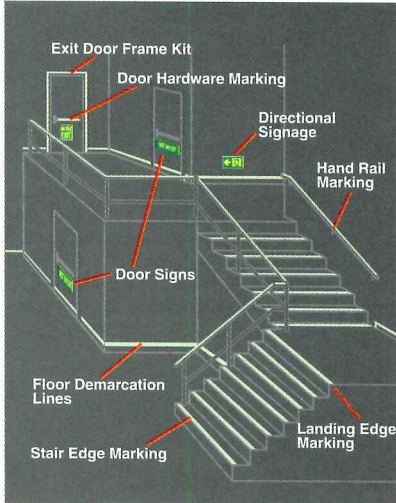 Exit Door Frame Kit
Door Hardware Marking
Directional
Signage
Hand Rail
Marking
EXIT
Door Signs
Floor Demarcation
Lines
Landing Edge
Marking
Stair Edge Marking